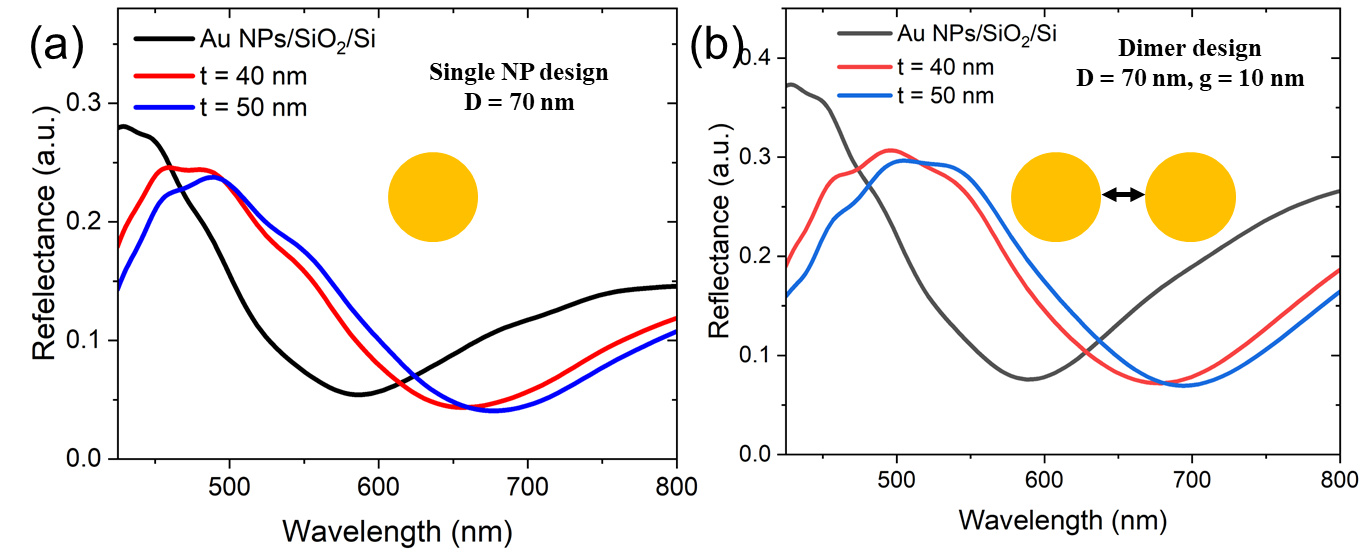 (a)
Au NPs/SiO₂/Si
t = 40 nm
t = 50 nm
Single NP design
D = 70 nm
0.3
0.2
0.1
0.0
500
600
700
800
Refelectance (a.u.)
Wavelength (nm)
(b)
Au NPs/SiO₂/Si
t = 40 nm
t = 50 nm
Dimer design
D = 70 nm, g = 10 nm
0.4
0.3
0.2
0.1
0.0
500
600
700
800
Reflectance (a.u.)
Wavelength (nm)